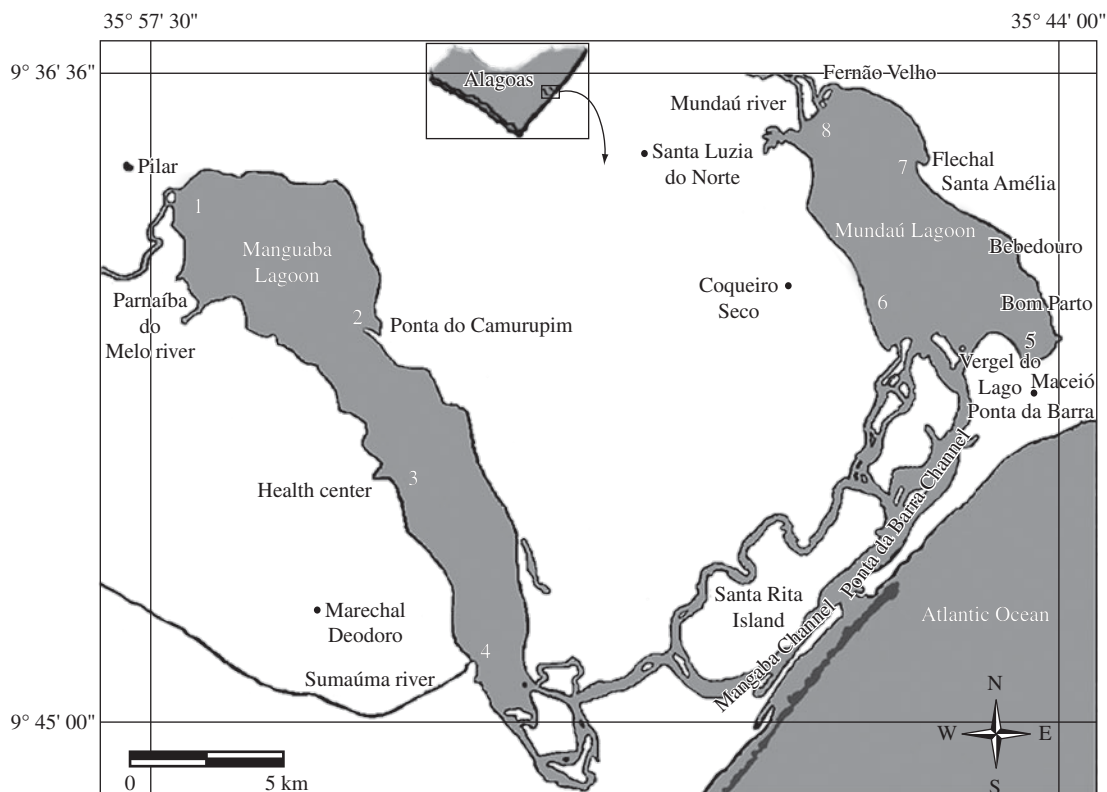 35° 57' 30"
35° 44' 00"
9° 36' 36"
Alagoas
Fernão Velho
Mundaú river
8
Santa Luzia
do Norte
7
Flechal
Santa Amélia
Pilar
1
Manguaba
Lagoon
Mundaú Lagoon
Bebedouro
Coqueiro
Seco
6
Bom Parto
Parnaíba
do
Melo river
2
Ponta do Camurupim
5
Vergel do
Lago
Maceió
Ponta da Barra
3
Health center
Ponta da Barra Channel
Santa Rita
Island
Mangaba Channel
Atlantic Ocean
Marechal
Deodoro
4
Sumaúma river
9° 45' 00"
N
W
E
S
0
5 km